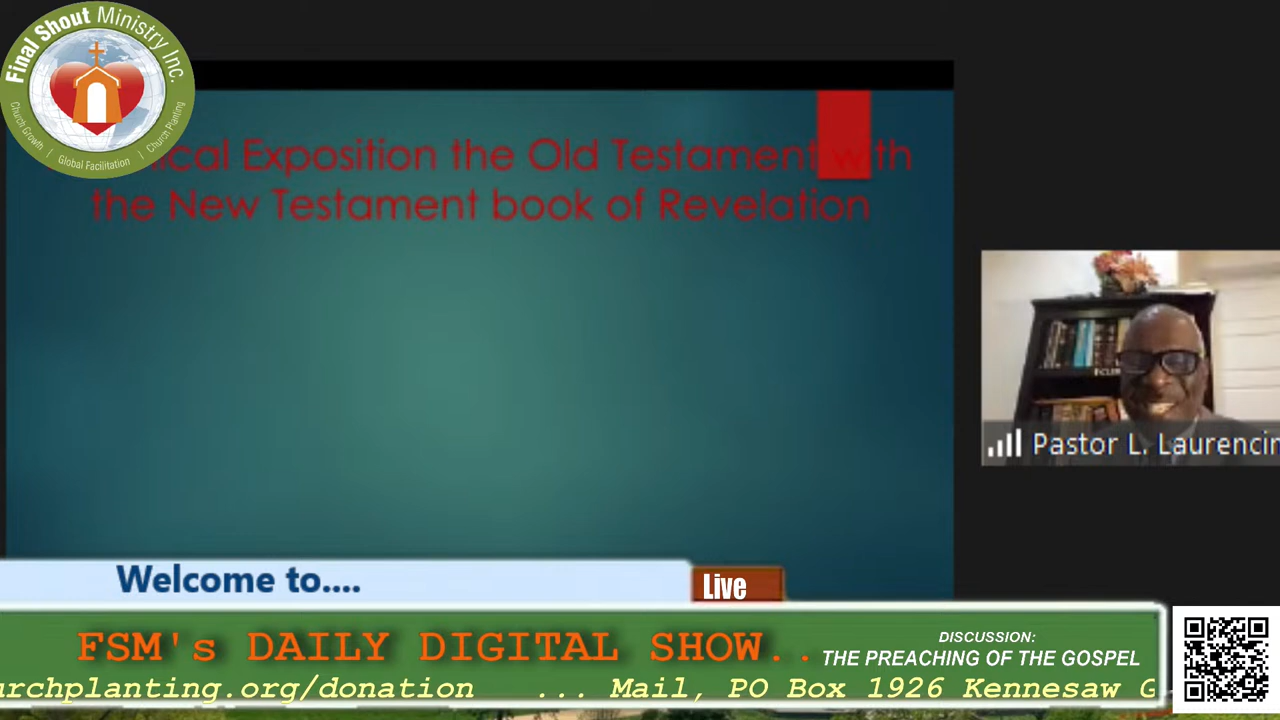 Final Shout Ministry Inc.
Church Growth | Global Facilitation | Church Planting
ical Exposition the Old Testament with
the New Testament book of Revelation
Pastor L. Laurencin
Welcome to....
Live
FSM's DAILY DIGITAL SHOW..
DISCUSSION:
THE PREACHING OF THE GOSPEL
urchplanting.org/donation ... Mail, PO Box 1926 Kennesaw G